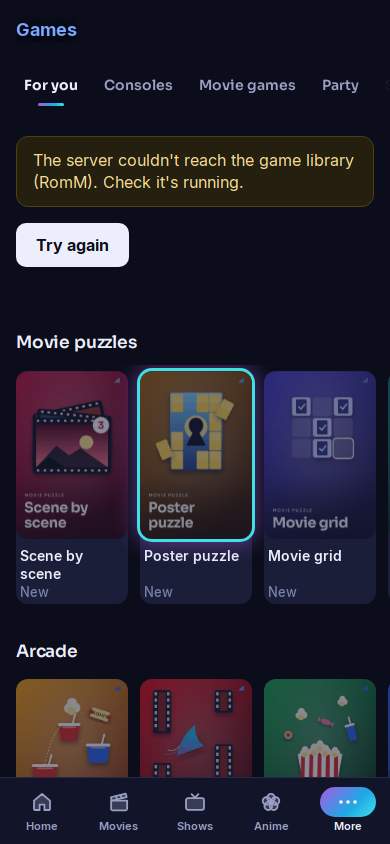 Games
For you Consoles Movie games Party
The server couldn't reach the game library
(RomM). Check it's running.
Try again
Movie puzzles
3
MOVIE PUZZLE
Scene by
scene
MOVIE PUZZLE
Poster
puzzle
MOVIE PUZZLE
Movie grid
Scene by
scene
New
Poster puzzle
New
Movie grid
New
Arcade
Home Movies Shows Anime More